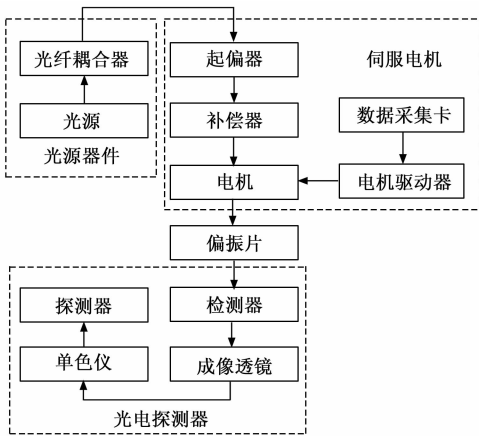 光纤耦合器
光源
光源器件
起偏器
补偿器
电机
伺服电机
数据采集卡
电机驱动器
偏振片
探测器
单色仪
检测器
成像透镜
光电探测器